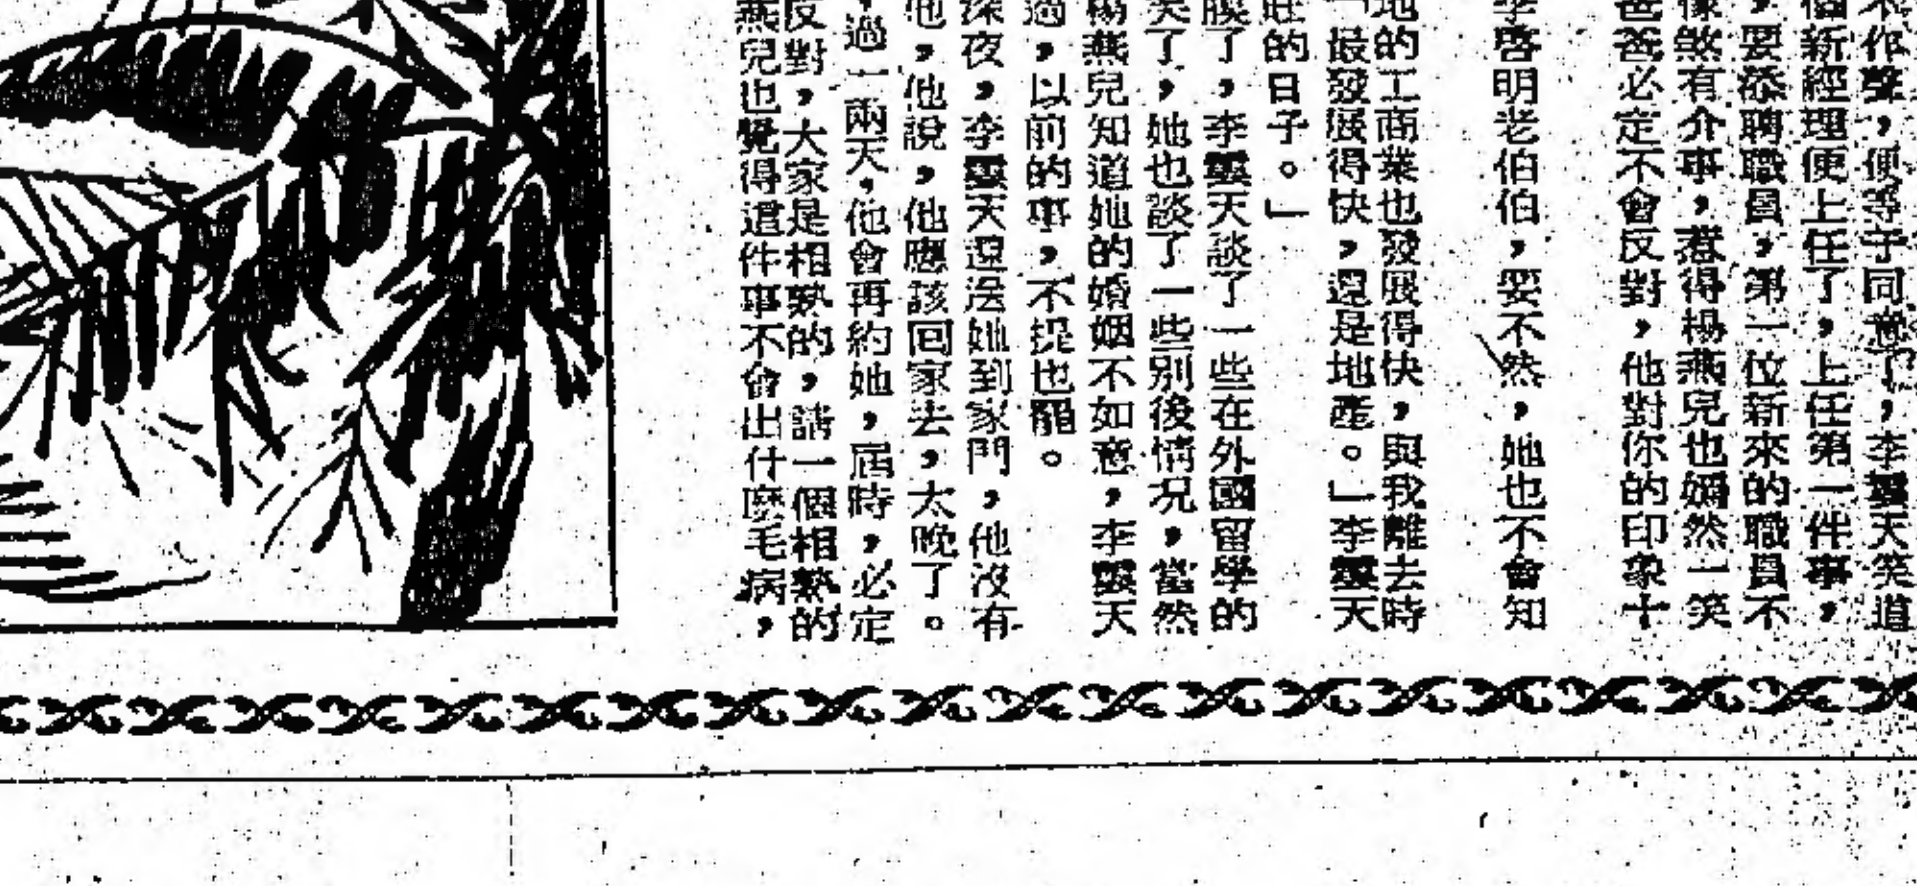 不作聲，便等于同意了，李靈天笑道
個新經理便上任了，上任第一件事，
，要添聘職員，第一位新來的職員不
像煞有介事，惹得楊燕兒也嫣然一笑
爸爸必定不會反對，他對你的印象十
李啓明老伯伯，要不然，她也不會知
地的工商業也發展得快，與我離去時
「最發展得快，還是地產。」李靈天
旺的日子。」
膜了，李靈天談了一些在外國留學的
笑了，她也談了一些別後情况，當然
楊燕兒知道她的婚姻不如意，李靈天
過，以前的事，不提也罷。
深夜，李靈天還送她到家門，他沒有
他，他說，他應該回家去，太晚了。
，過一兩天，他會再約她，屆時，必定
反對，大家是相熟的，請一個相熟的
燕兒也覺得這件事不會出什麼毛病，